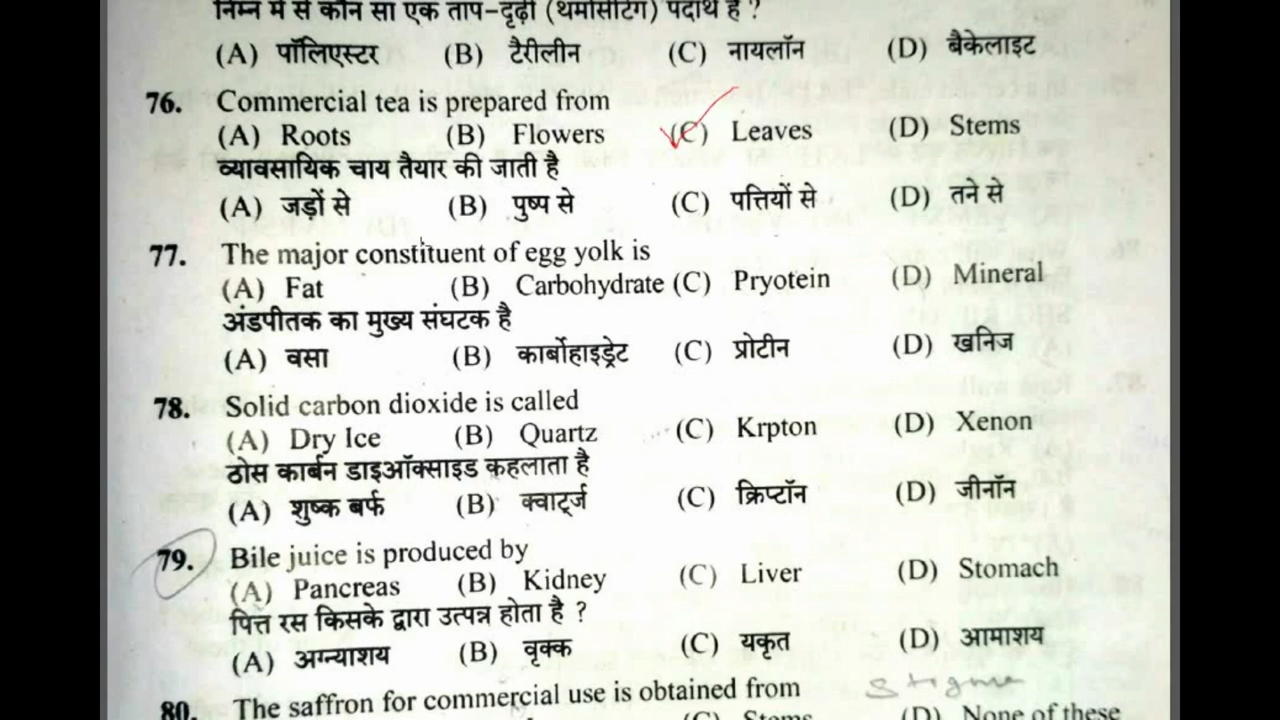 निम्न में से कौन सा एक ताप-दृढ़ी (थर्मोसेटिंग) पदार्थ है ?
(A) पॉलिएस्टर (B) टैरीलीन (C) नायलॉन (D) बैकेलाइट
76. Commercial tea is prepared from
(A) Roots (B) Flowers (C) Leaves (D) Stems
व्यावसायिक चाय तैयार की जाती है
(A) जड़ों से (B) पुष्प से (C) पत्तियों से (D) तने से
77. The major constituent of egg yolk is
(A) Fat (B) Carbohydrate (C) Pryotein (D) Mineral
अंडपीतक का मुख्य संघटक है
(A) वसा (B) कार्बोहाइड्रेट (C) प्रोटीन (D) खनिज
78. Solid carbon dioxide is called
(A) Dry Ice (B) Quartz (C) Krpton (D) Xenon
ठोस कार्बन डाइऑक्साइड कहलाता है
(A) शुष्क बर्फ (B) क्वार्ट्ज (C) क्रिप्टॉन (D) जीनॉन
79. Bile juice is produced by
(A) Pancreas (B) Kidney (C) Liver (D) Stomach
पित्त रस किसके द्वारा उत्पन्न होता है ?
(A) अग्न्याशय (B) वृक्क (C) यकृत (D) आमाशय
80. The saffron for commercial use is obtained from
(C) Stems (D) None of these